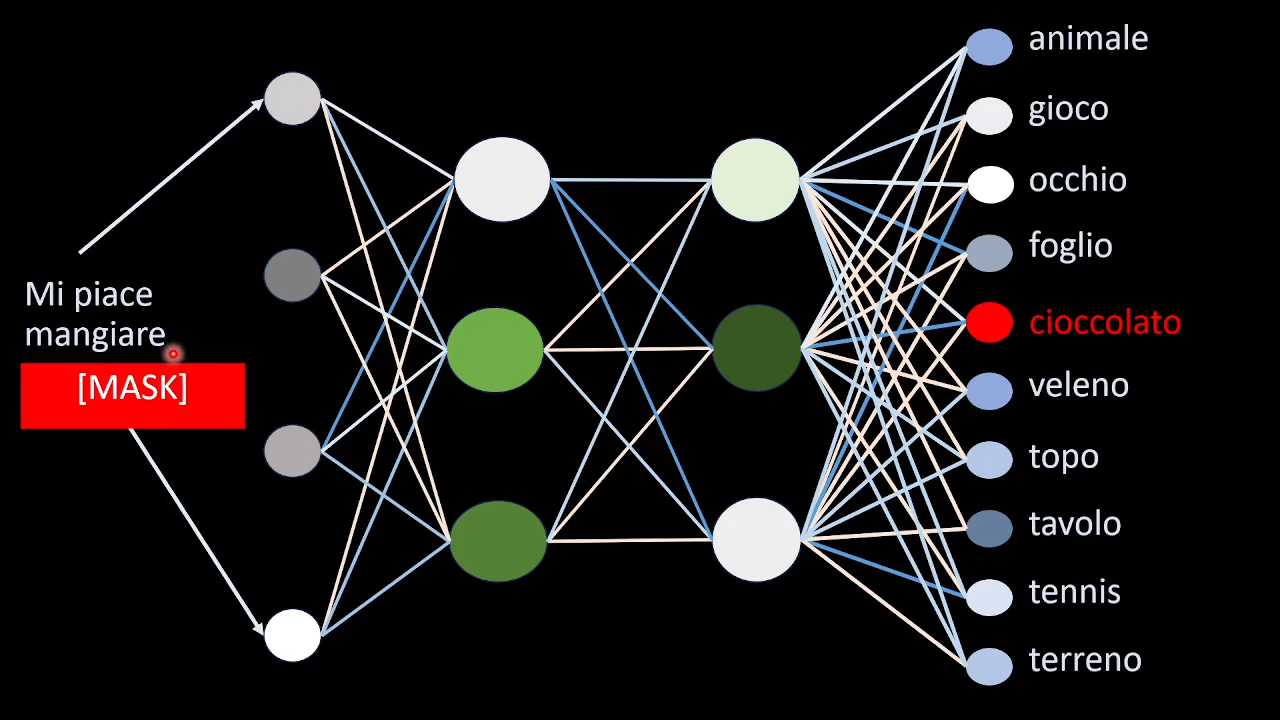 Mi piace
mangiare
[MASK]
animale
gioco
occhio
foglio
cioccolato
veleno
topo
tavolo
tennis
terreno